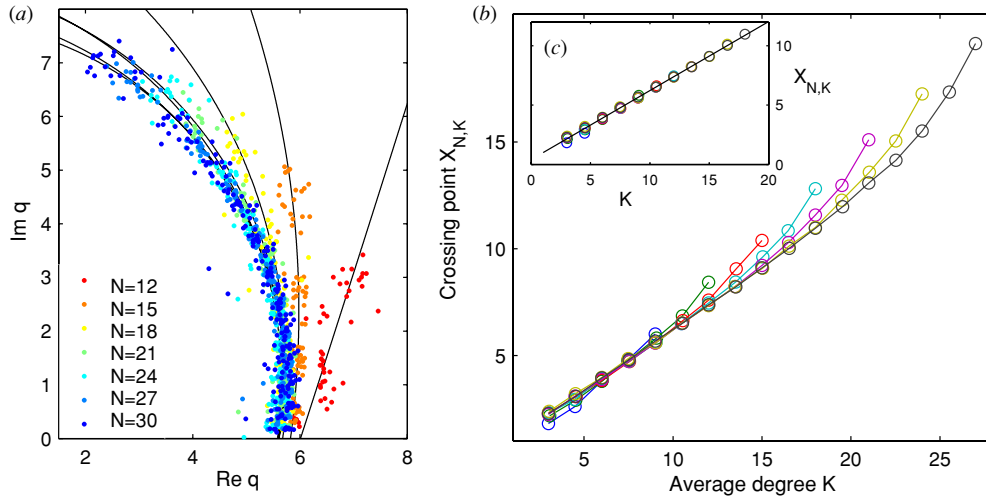 (a)
7
6
5
4
3
2
1
0
Im q
N=12
N=15
N=18
N=21
N=24
N=27
N=30
2 4 6 8
Re q
(b)
15
10
5
Crossing point X_{N,K}
5 10 15 20 25
Average degree K
(c)
10
X_{N,K}
5
0
0 5 10 15 20
K